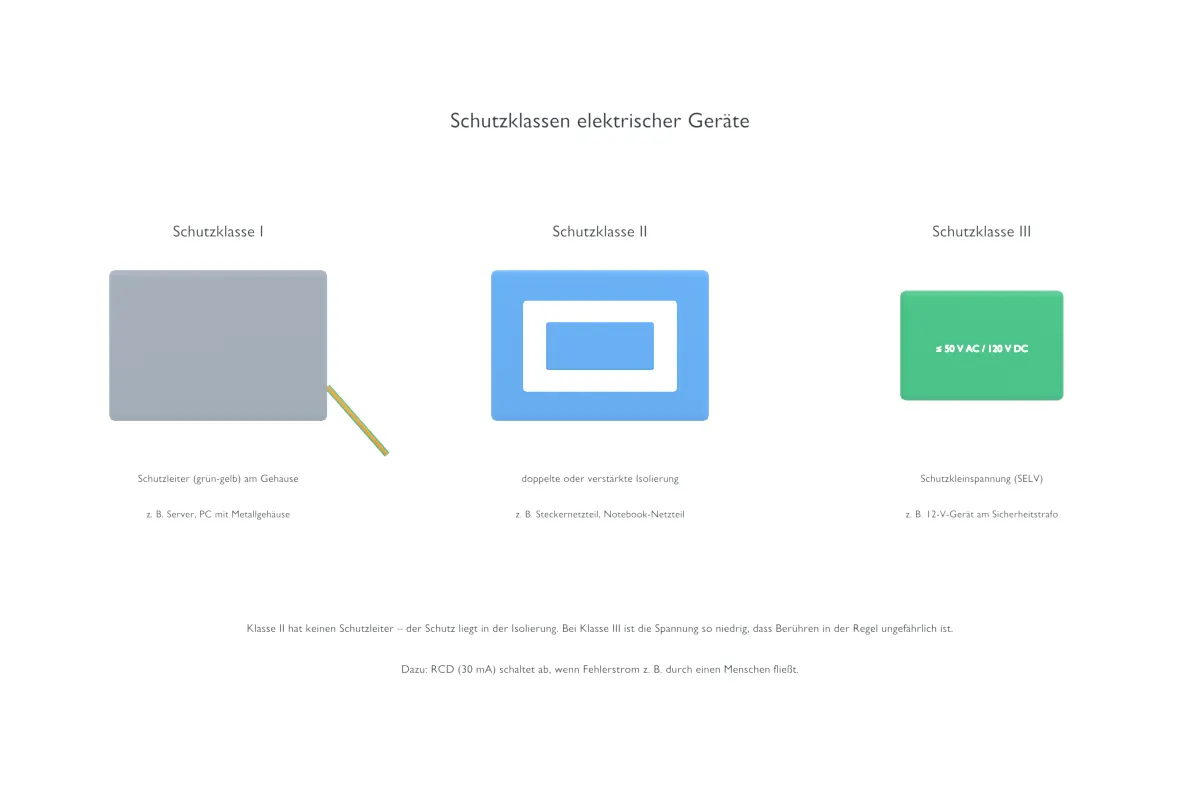 Schutzklassen elektrischer Geräte
Schutzklasse I
Schutzklasse II
Schutzklasse III
≤ 50 V AC / 120 V DC
Schutzleiter (grün-gelb) am Gehäuse
doppelte oder verstärkte Isolierung
Schutzkleinspannung (SELV)
z. B. Server, PC mit Metallgehäuse
z. B. Steckernetzteil, Notebook-Netzteil
z. B. 12-V-Gerät am Sicherheitstrafo
Klasse II hat keinen Schutzleiter – der Schutz liegt in der Isolierung. Bei Klasse III ist die Spannung so niedrig, dass Berühren in der Regel ungefährlich ist.
Dazu: RCD (30 mA) schaltet ab, wenn Fehlerstrom z. B. durch einen Menschen fließt.